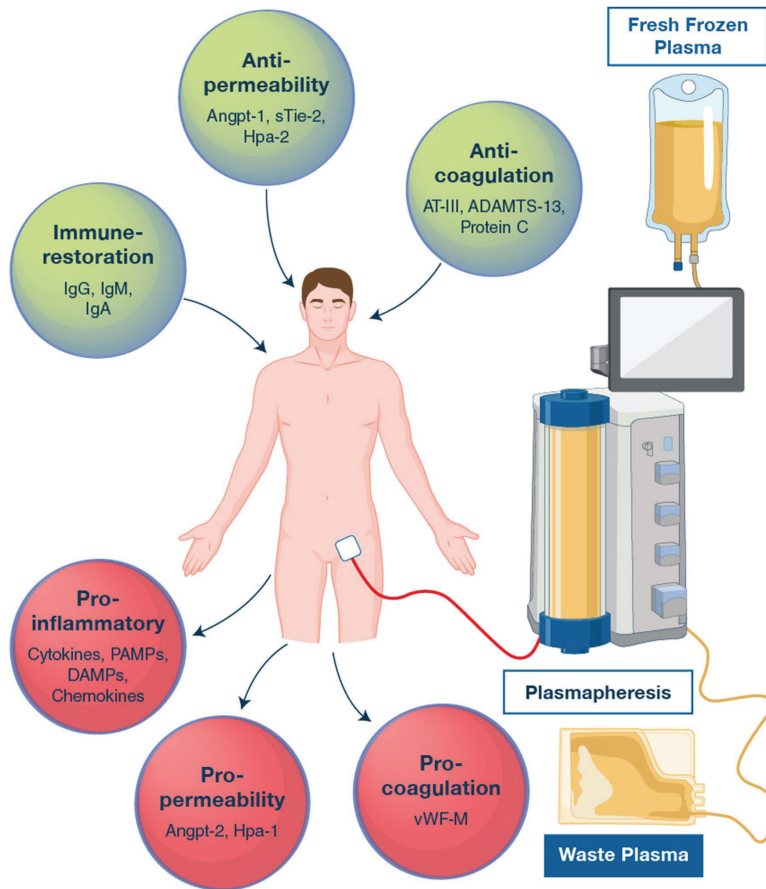 Anti-
permeability
Angpt-1, sTie-2,
Hpa-2
Fresh Frozen
Plasma
Anti-
coagulation
AT-III, ADAMTS-13,
Protein C
Immune-
restoration
IgG, IgM,
IgA
Pro-
inflammatory
Cytokines, PAMPs,
DAMPs,
Chemokines
Pro-
permeability
Angpt-2, Hpa-1
Pro-
coagulation
vWF-M
Plasmapheresis
Waste Plasma